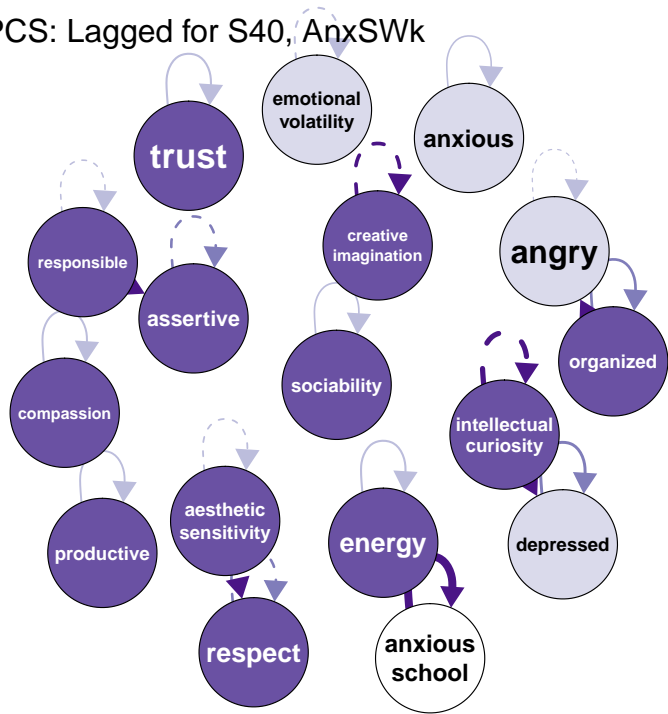 PCS: Lagged for S40, AnxSWk
emotional
volatility
anxious
trust
creative
imagination
angry
responsible
assertive
organized
sociability
compassion
intellectual
curiosity
aesthetic
sensitivity
energy
depressed
productive
respect
anxious
school